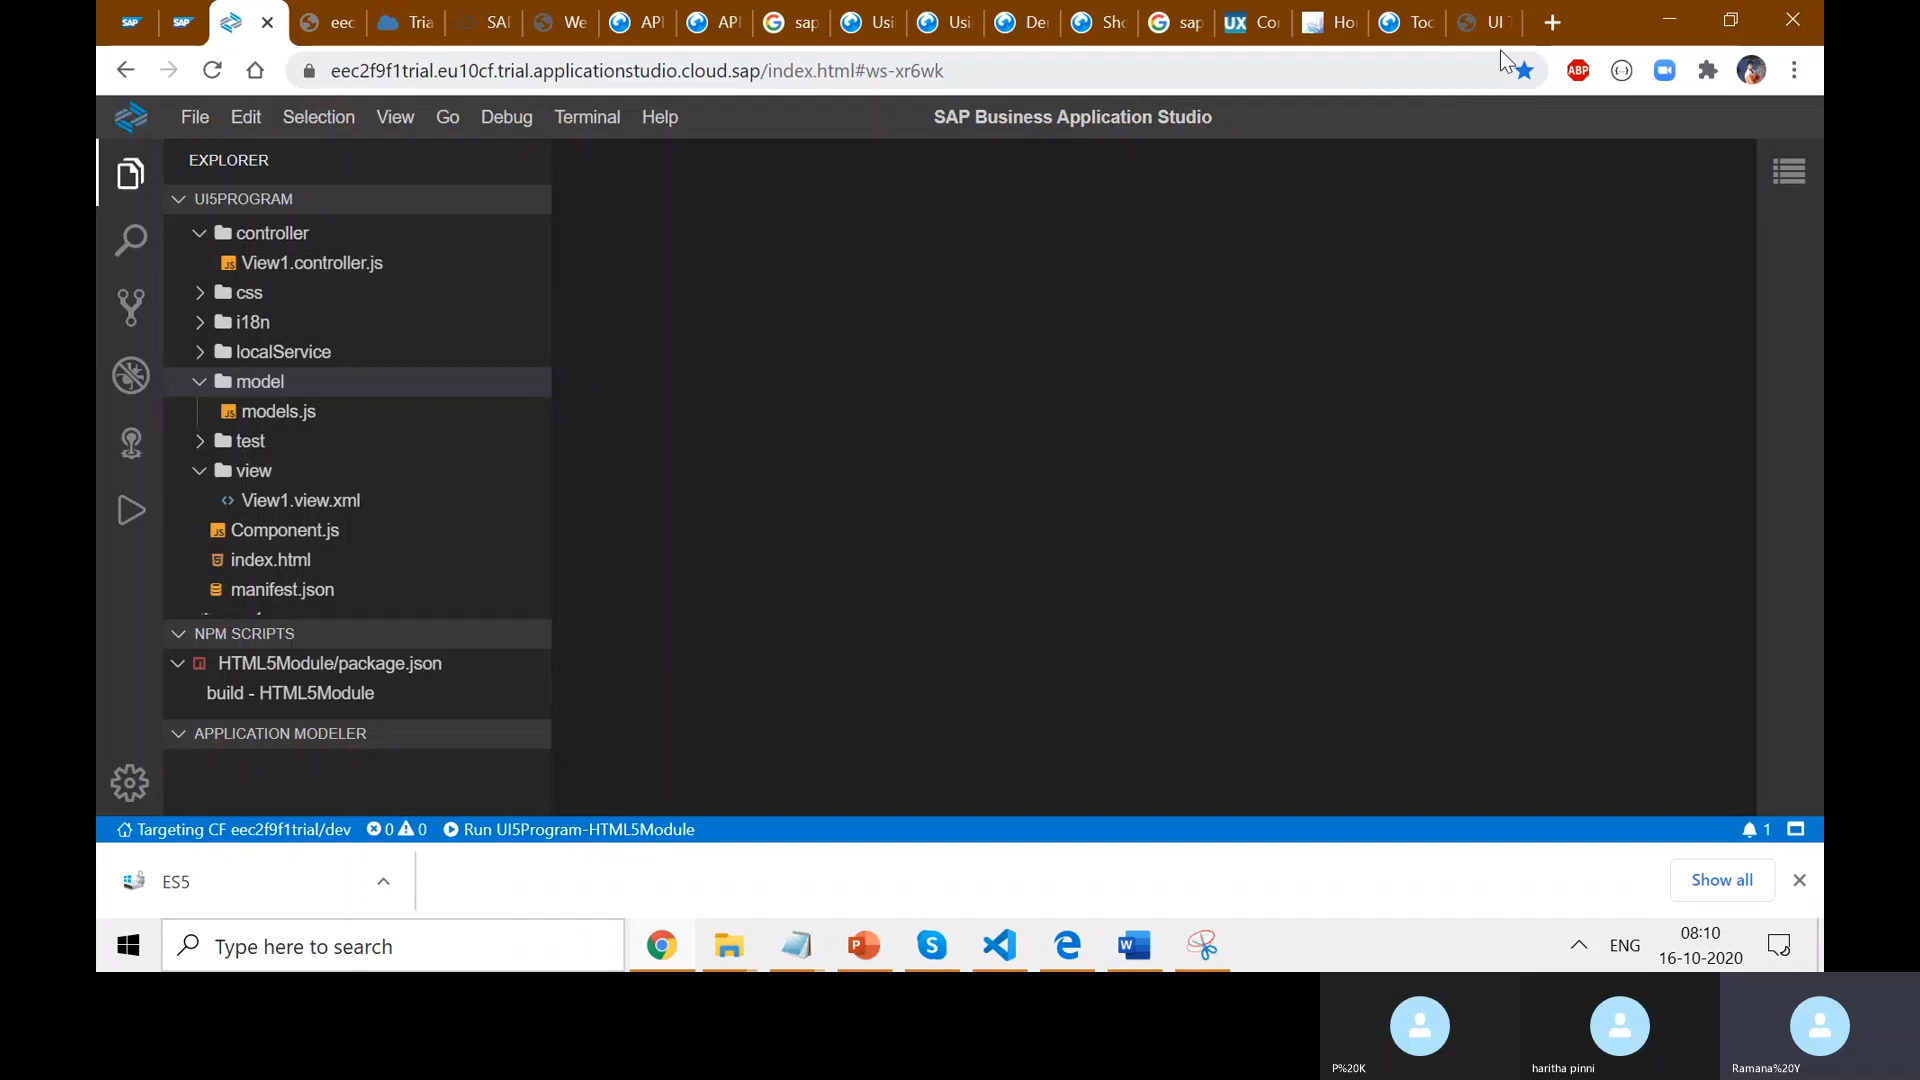 SAP SAP eec Tria SAI We API API sap Usi Usi De Sho sap UX Co Ho Too UI
eec2f9f1trial.eu10cf.trial.applicationstudio.cloud.sap/index.html#ws-xr6wk
ABP
File Edit Selection View Go Debug Terminal Help
SAP Business Application Studio
EXPLORER
UI5PROGRAM
controller
View1.controller.js
css
i18n
localService
model
models.js
test
view
View1.view.xml
Component.js
index.html
manifest.json
NPM SCRIPTS
HTML5Module/package.json
build - HTML5Module
APPLICATION MODELER
Targeting CF eec2f9f1trial/dev 0 0 Run UI5Program-HTML5Module 1
ES5
Show all
Type here to search
ENG
08:10
16-10-2020
P%20K
haritha pinni
Ramana%20Y